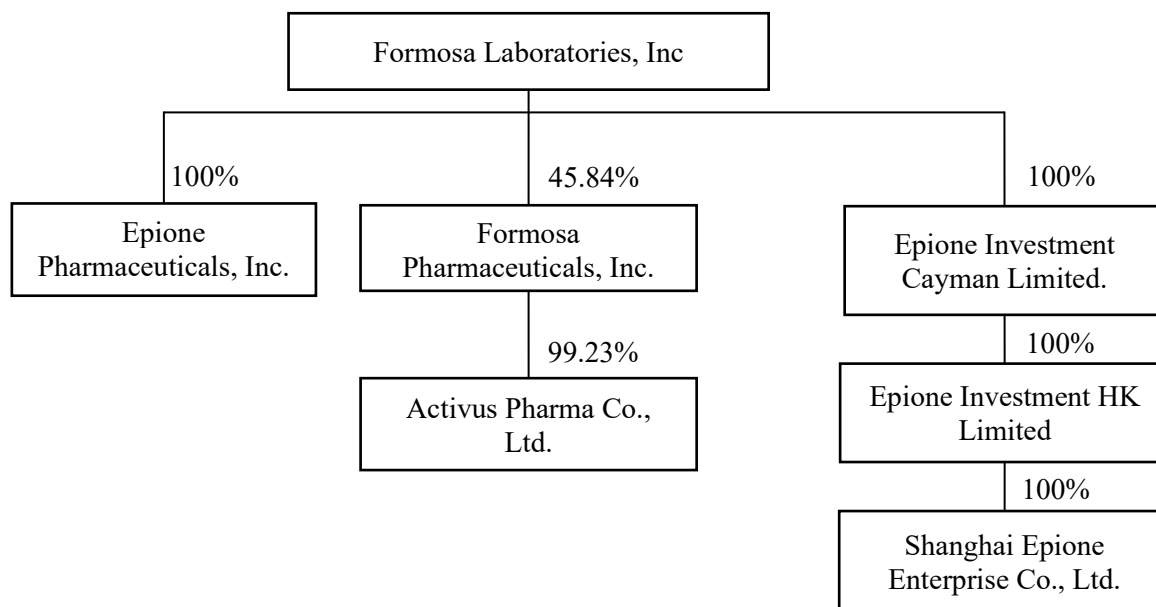 Formosa Laboratories, Inc
100%
45.84%
100%
Epione
Pharmaceuticals, Inc.
Formosa
Pharmaceuticals, Inc.
Epione Investment
Cayman Limited.
99.23%
100%
Activus Pharma Co.,
Ltd.
Epione Investment HK
Limited
100%
Shanghai Epione
Enterprise Co., Ltd.